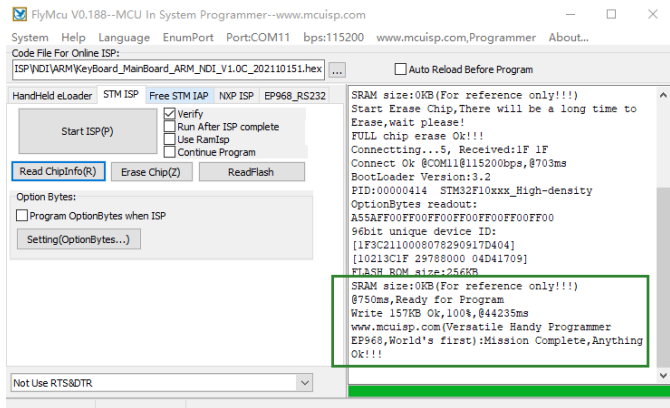 FlyMcu V0.188--MCU In System Programmer--www.mcuisp.com
System Help Language EnumPort Port:COM11 bps:115200 www.mcuisp.com,Programmer About...
Code File For Online ISP:
ISP\NDI\ARM\KeyBoard_MainBoard_ARM_NDI_V1.0C_202110151.hex ... Auto Reload Before Program
HandHeld eLoader STM ISP Free STM IAP NXP ISP EP968_RS232
Start ISP(P)
Verify
Run After ISP complete
Use RamIsp
Continue Program
Read ChipInfo(R) Erase Chip(Z) ReadFlash
Option Bytes:
Program OptionBytes when ISP
Setting(OptionBytes...)
Not Use RTS&DTR
SRAM size:0KB(For reference only!!!)
Start Erase Chip,There will be a long time to
Erase,wait please!
FULL chip erase Ok!!!
Connectting...5, Received:1F 1F
Connect Ok @COM11@115200bps,@703ms
BootLoader Version:3.2
PID:00000414 STM32F10xxx_High-density
OptionBytes readout:
A55AFF00FF00FF00FF00FF00FF00FF00
96bit unique device ID:
[1F3C2110008078290917D404]
[10213C1F 29788000 04D41709]
FLASH ROM size:256KB
SRAM size:0KB(For reference only!!!)
@750ms,Ready for Program
Write 157KB Ok,100%,@44235ms
www.mcuisp.com(Versatile Handy Programmer
EP968,World's first):Mission Complete,Anything
Ok!!!